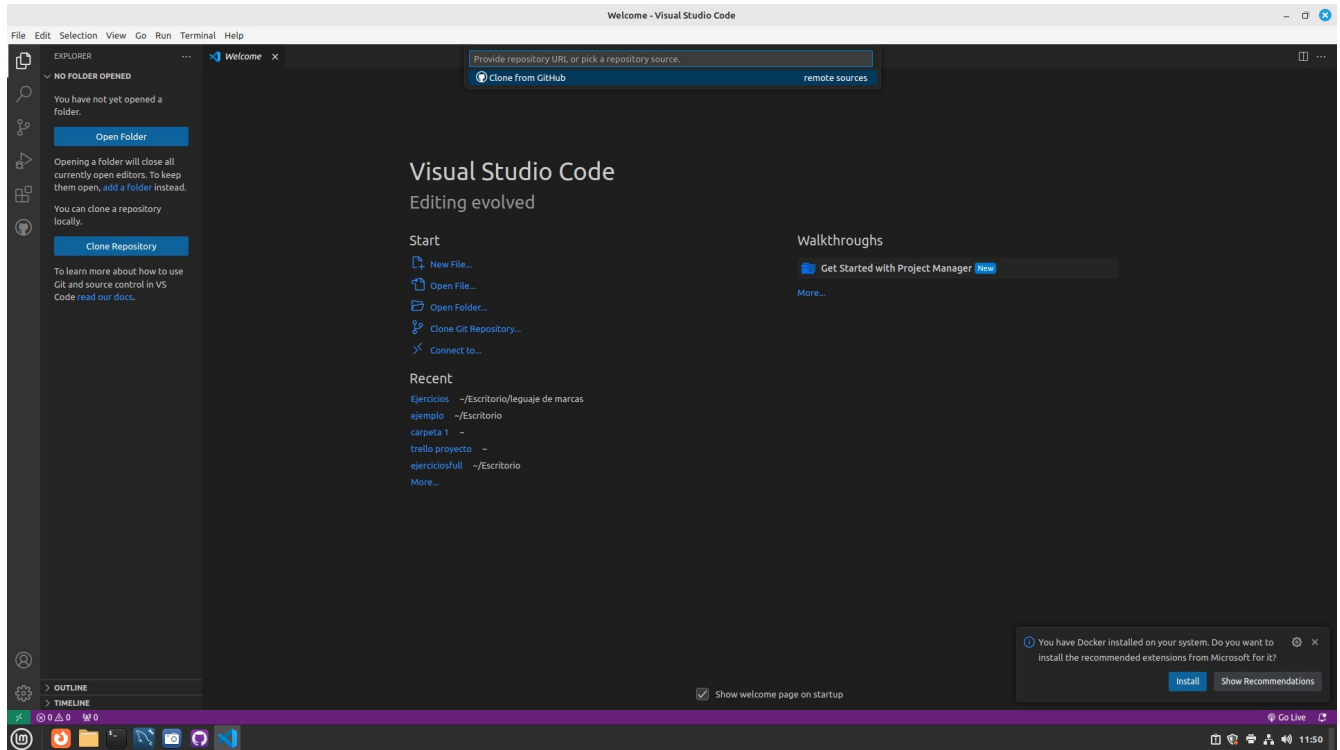 Welcome - Visual Studio Code
File Edit Selection View Go Run Terminal Help
EXPLORER
Welcome
Provide repository URL or pick a repository source.
Clone from GitHub remote sources
NO FOLDER OPENED
You have not yet opened a
folder.
Open Folder
Opening a folder will close all
currently open editors. To keep
them open, add a folder instead.
You can clone a repository
locally.
Clone Repository
To learn more about how to use
Git and source control in VS
Code read our docs.
Visual Studio Code
Editing evolved
Start
New File...
Open File...
Open Folder...
Clone Git Repository...
Connect to...
Recent
Ejercicios ~/Escritorio/leguaje de marcas
ejemplo ~/Escritorio
carpeta 1 ~
trello proyecto ~
ejerciciosfull ~/Escritorio
More...
Walkthroughs
Get Started with Project Manager New
More...
You have Docker installed on your system. Do you want to
install the recommended extensions from Microsoft for it?
Install Show Recommendations
Show welcome page on startup
OUTLINE
TIMELINE
0 0 0 Go Live
11:50